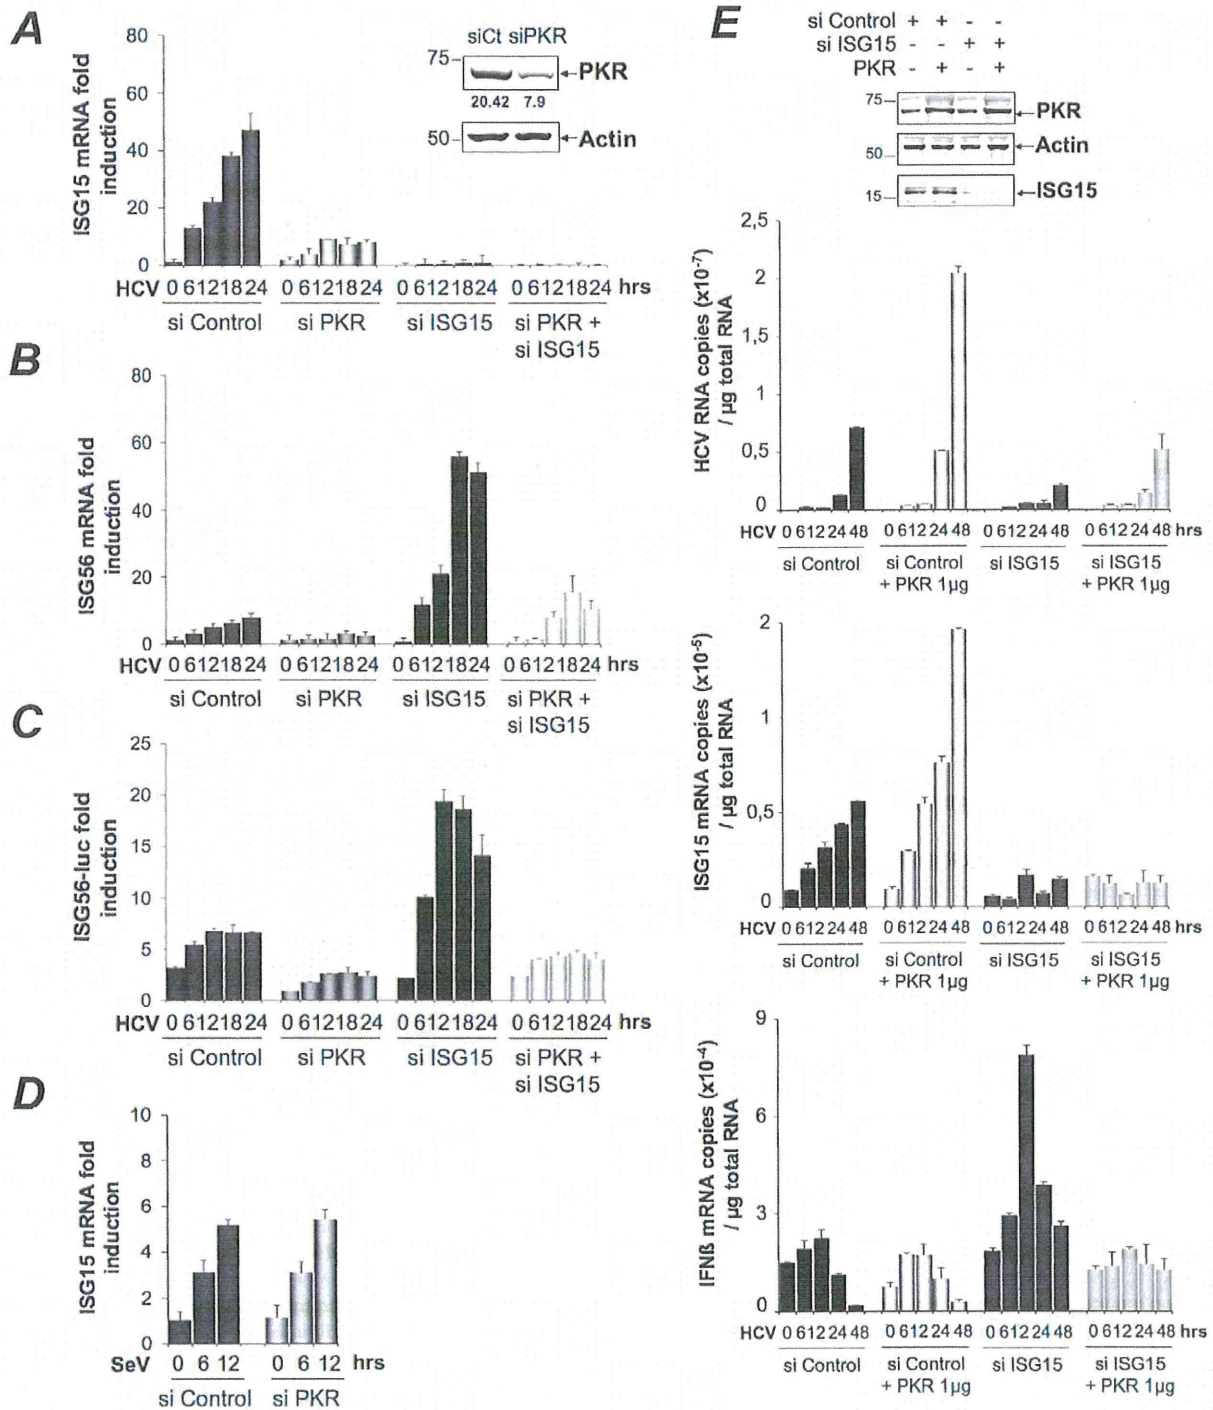 A
80
60
40
20
0
ISG15 mRNA fold
induction
siCt siPKR
75
PKR
20.42 7.9
50
Actin
HCV 0 6 12 18 24 0 6 12 18 24 0 6 12 18 24 0 6 12 18 24 hrs
si Control si PKR si ISG15 si PKR +
si ISG15
B
80
60
40
20
0
ISG56 mRNA fold
induction
HCV 0 6 12 18 24 0 6 12 18 24 0 6 12 18 24 0 6 12 18 24 hrs
si Control si PKR si ISG15 si PKR +
si ISG15
C
25
20
15
10
5
0
ISG56-luc fold
induction
HCV 0 6 12 18 24 0 6 12 18 24 0 6 12 18 24 0 6 12 18 24 hrs
si Control si PKR si ISG15 si PKR +
si ISG15
D
10
8
6
4
2
0
ISG15 mRNA fold
induction
SeV 0 6 12 0 6 12 hrs
si Control si PKR
E
si Control + + - -
si ISG15 - - + +
PKR - + - +
75
PKR
50
Actin
15
ISG15
2,5
2
1,5
1
0,5
0
HCV RNA copies (x10-7)
/ µg total RNA
HCV 0 6 12 24 48 0 6 12 24 48 0 6 12 24 48 0 6 12 24 48 hrs
si Control si Control si ISG15 si ISG15
+ PKR 1µg + PKR 1µg
2
1
0,5
0
ISG15 mRNA copies (x10-5)
/ µg total RNA
HCV 0 6 12 24 48 0 6 12 24 48 0 6 12 24 48 0 6 12 24 48 hrs
si Control si Control si ISG15 si ISG15
+ PKR 1µg + PKR 1µg
9
6
3
0
IFNß mRNA copies (x10-4)
/ µg total RNA
HCV 0 6 12 24 48 0 6 12 24 48 0 6 12 24 48 0 6 12 24 48 hrs
si Control si Control si ISG15 si ISG15
+ PKR 1µg + PKR 1µg